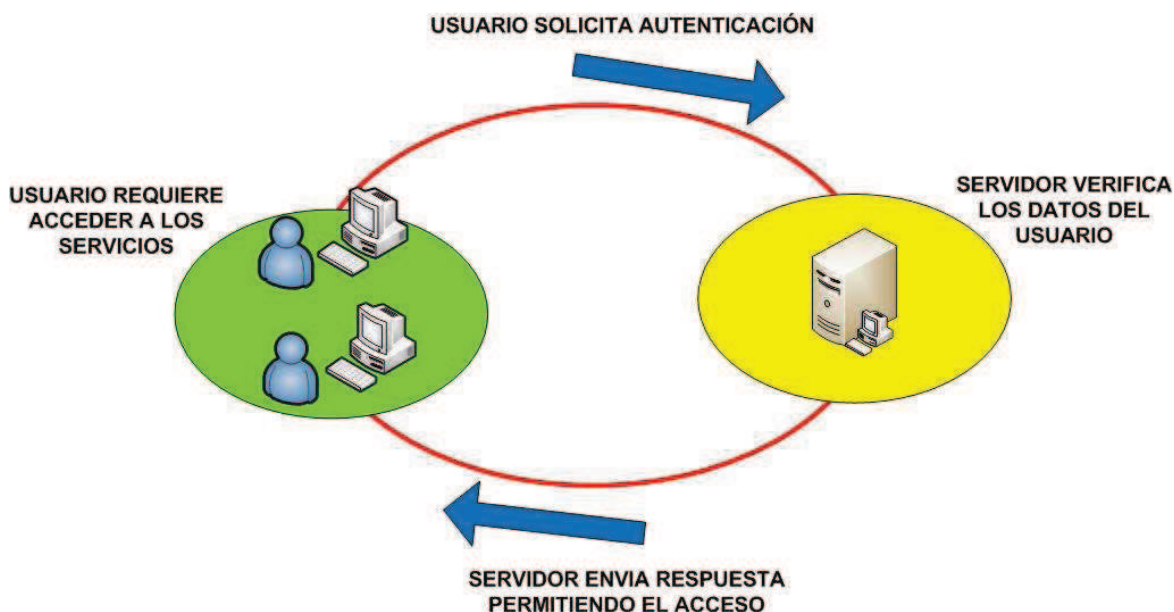 USUARIO SOLICITA AUTENTICACIÓN
USUARIO REQUIERE
ACCEDER A LOS
SERVICIOS
SERVIDOR VERIFICA
LOS DATOS DEL
USUARIO
SERVIDOR ENVIA RESPUESTA
PERMITIENDO EL ACCESO